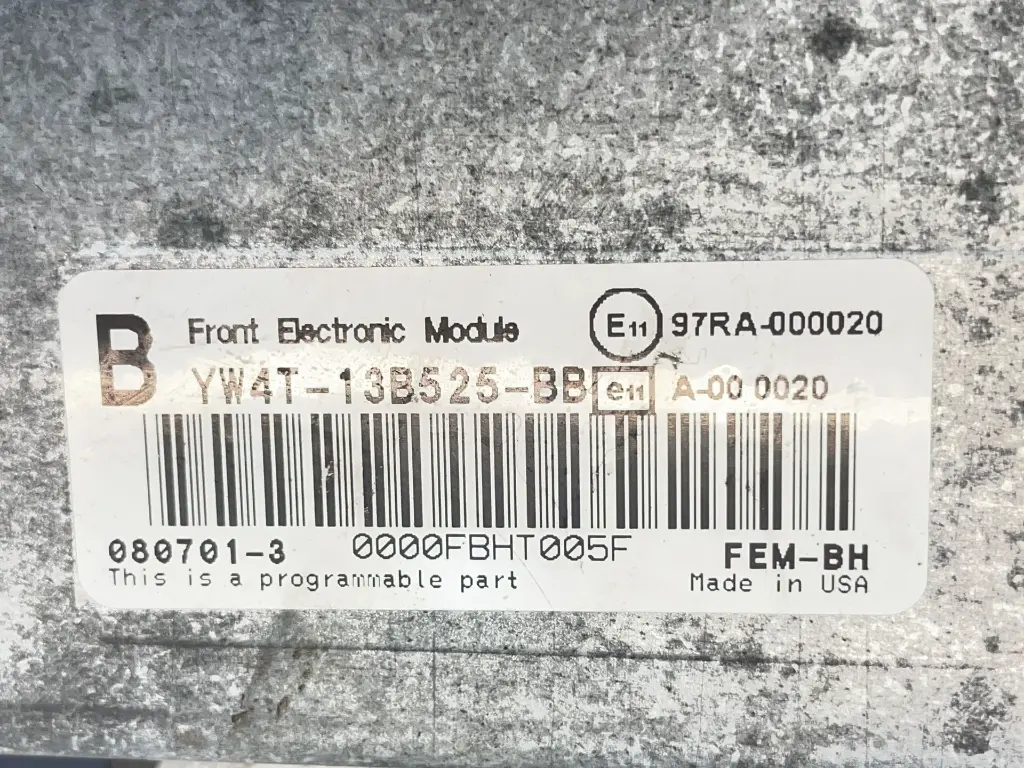 B Front Electronic Module E11 97RA-000020
YW4T-13B525-BB e11 A-00 0020
080701-3 0000FBHT005F FEM-BH
This is a programmable part Made in USA